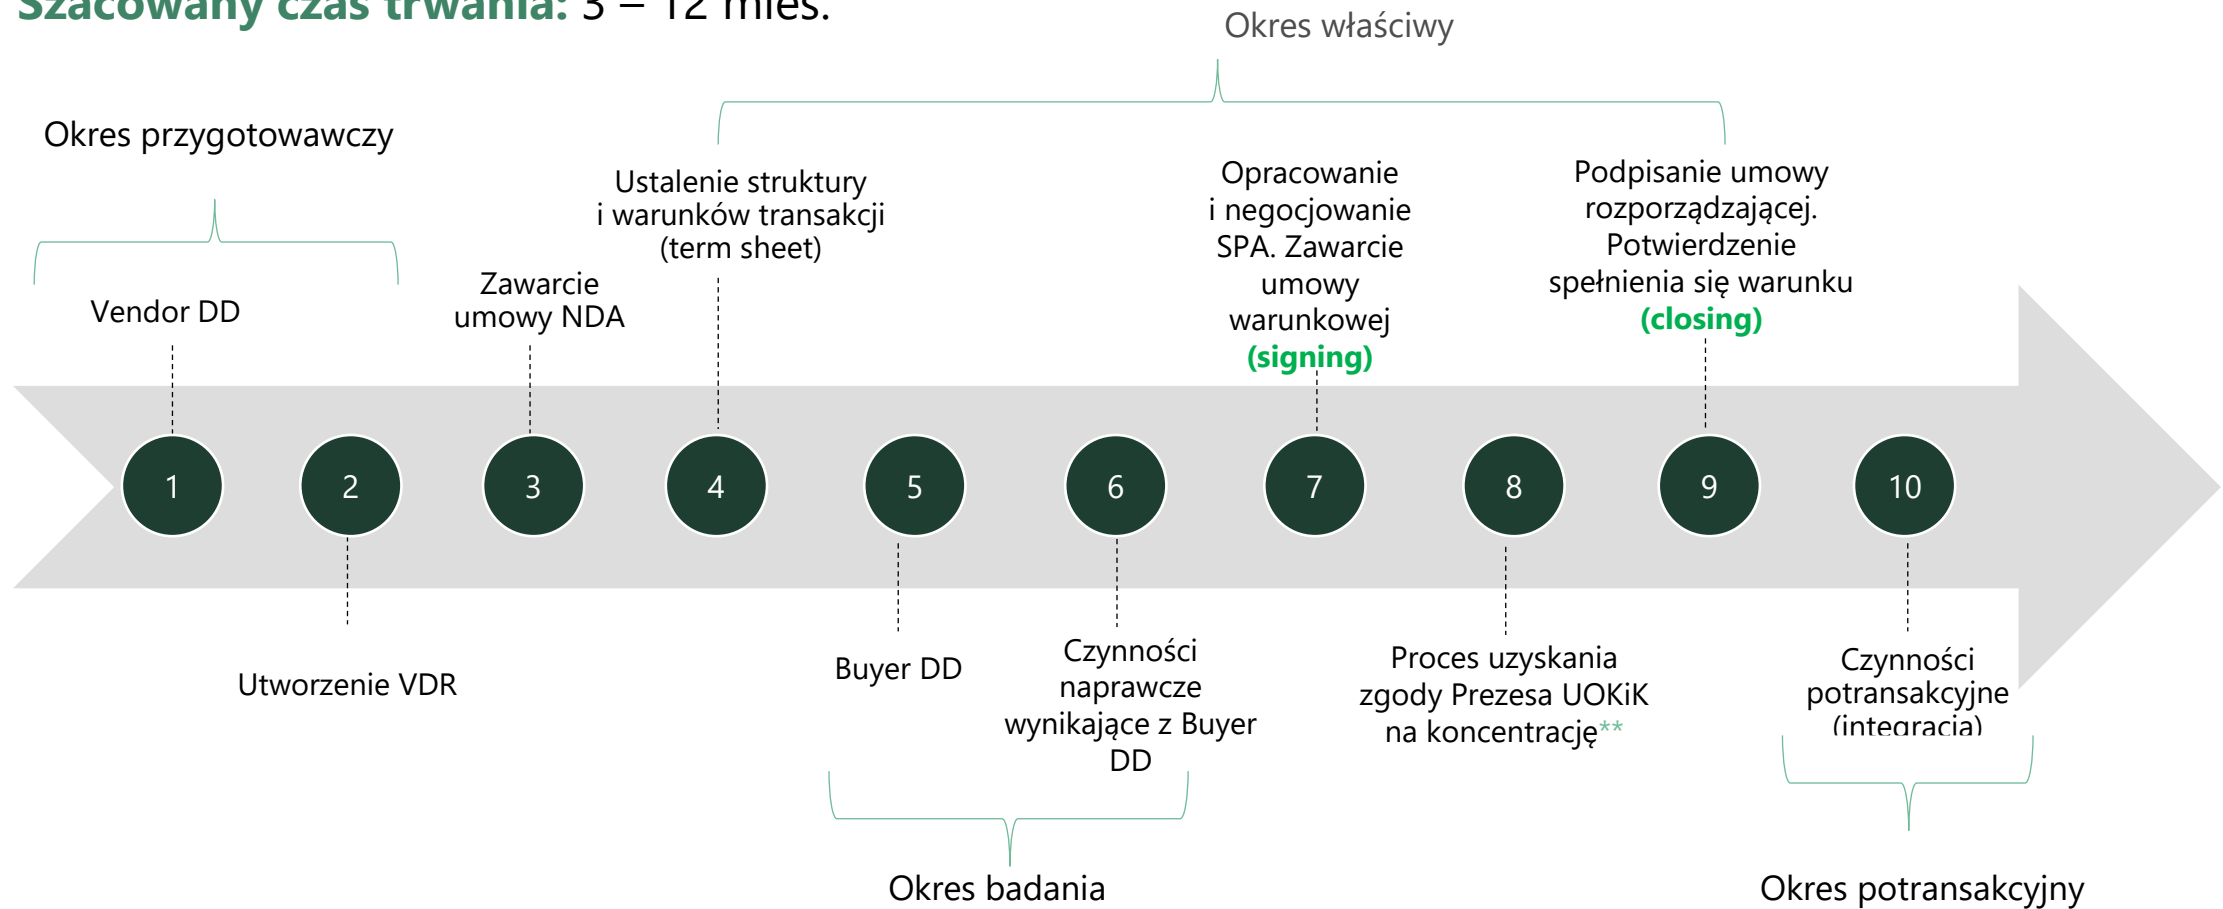 Szacowany czas trwania: 3 – 12 mies.
Okres właściwy
Okres przygotowawczy
Vendor DD
Zawarcie
umowy NDA
Ustalenie struktury
i warunków transakcji
(term sheet)
Opracowanie
i negocjowanie
SPA. Zawarcie
umowy
warunkowej
(signing)
Podpisanie umowy
rozporządzającej.
Potwierdzenie
spełnienia się warunku
(closing)
1
2
3
4
5
6
7
8
9
10
Utworzenie VDR
Buyer DD
Czynności
naprawcze
wynikające z Buyer
DD
Proces uzyskania
zgody Prezesa UOKiK
na koncentrację**
Czynności
potransakcyjne
(integracja)
Okres badania
Okres potransakcyjny